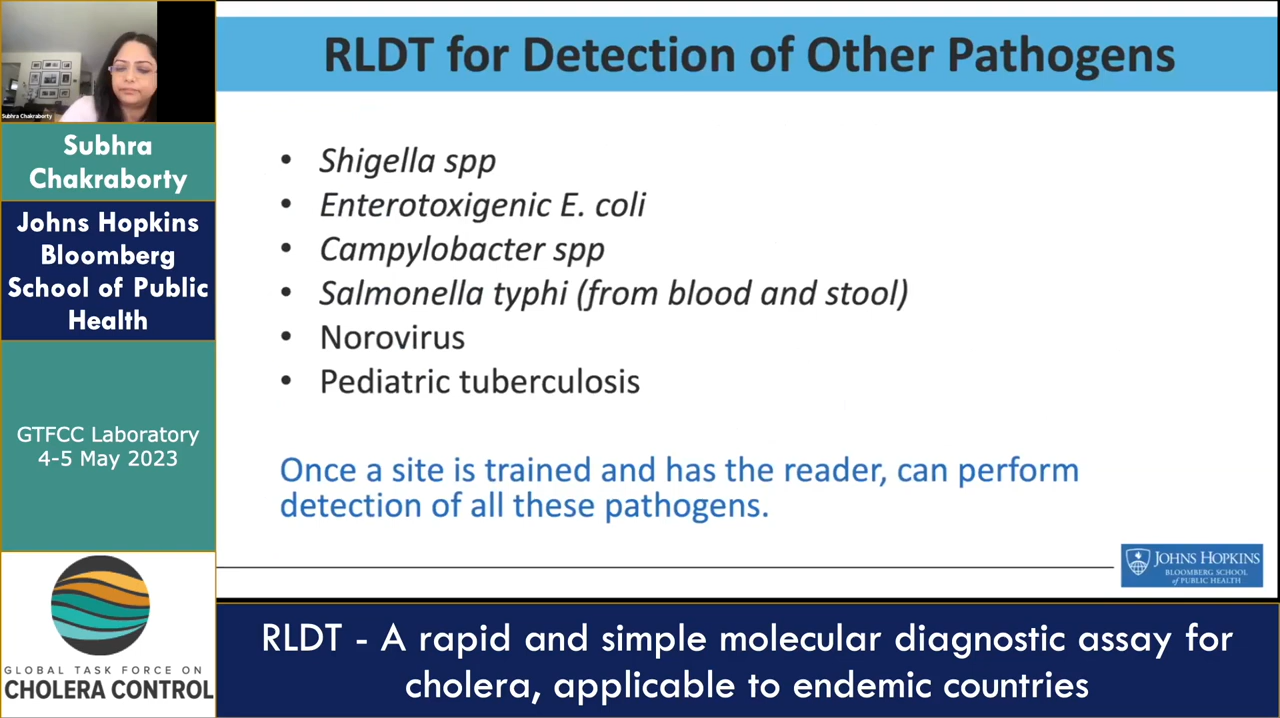 Subhra Chakraborty
Subhra
Chakraborty
Johns Hopkins
Bloomberg
School of Public
Health
GTFCC Laboratory
4-5 May 2023
GLOBAL TASK FORCE ON
CHOLERA CONTROL
RLDT for Detection of Other Pathogens
• Shigella spp
• Enterotoxigenic E. coli
• Campylobacter spp
• Salmonella typhi (from blood and stool)
• Norovirus
• Pediatric tuberculosis
Once a site is trained and has the reader, can perform
detection of all these pathogens.
JOHNS HOPKINS
BLOOMBERG SCHOOL
of PUBLIC HEALTH
RLDT - A rapid and simple molecular diagnostic assay for
cholera, applicable to endemic countries